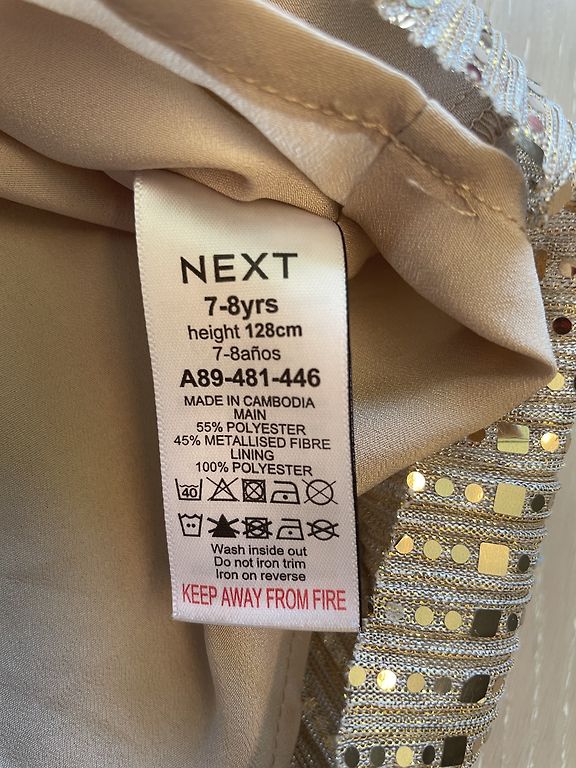 NEXT
7-8yrs
height 128cm
7-8años
A89-481-446
MADE IN CAMBODIA
MAIN
55% POLYESTER
45% METALLISED FIBRE
LINING
100% POLYESTER
40
Wash inside out
Do not iron trim
Iron on reverse
KEEP AWAY FROM FIRE